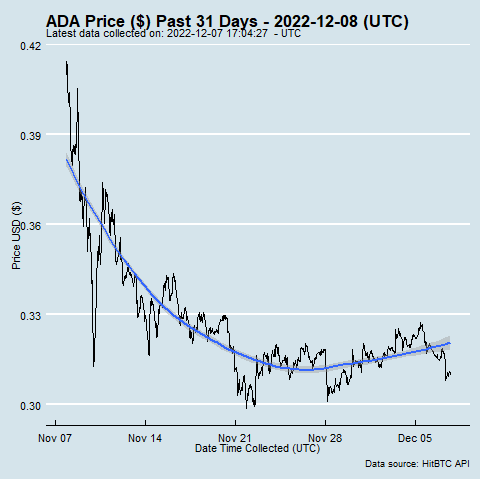 ADA Price ($) Past 31 Days - 2022-12-08 (UTC)
Latest data collected on: 2022-12-07 17:04:27 - UTC
0.42
0.39
0.36
0.33
0.30
Price USD ($)
Nov 07
Nov 14
Nov 21
Nov 28
Dec 05
Date Time Collected (UTC)
Data source: HitBTC API